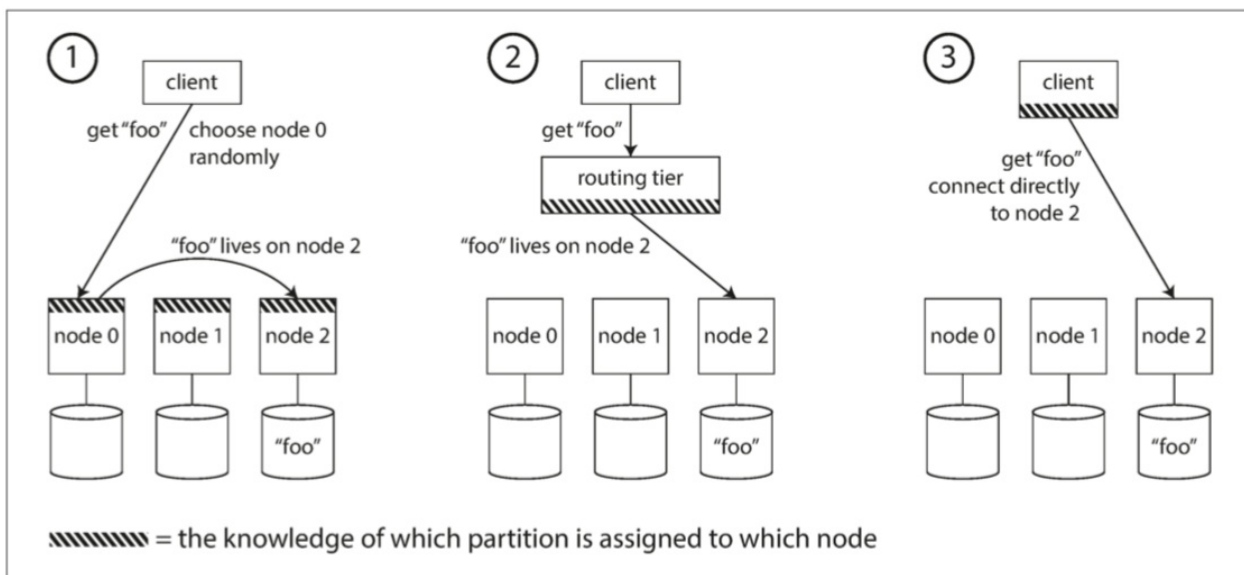 1
client
get “foo”
choose node 0
randomly
“foo” lives on node 2
node 0
node 1
node 2
“foo”
2
client
get “foo”
routing tier
“foo” lives on node 2
node 0
node 1
node 2
“foo”
3
client
get “foo”
connect directly
to node 2
node 0
node 1
node 2
“foo”
= the knowledge of which partition is assigned to which node